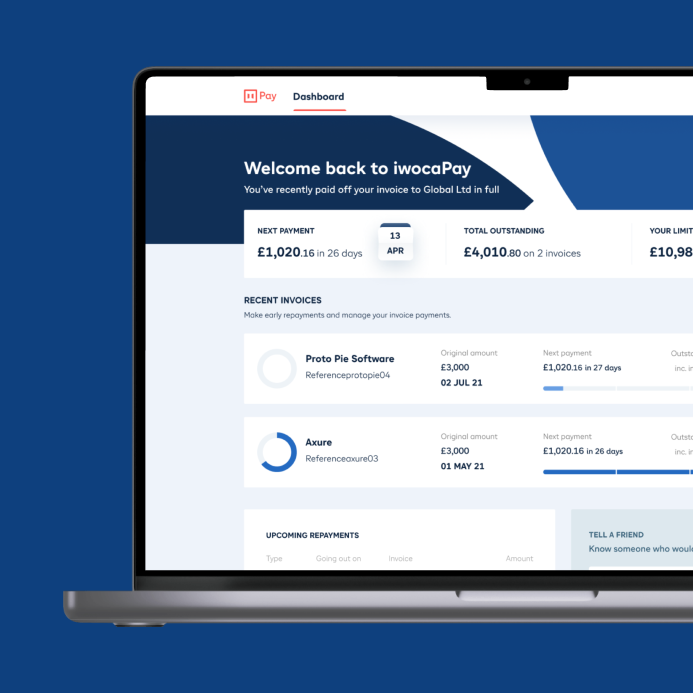 Pay Dashboard
Welcome back to iwocaPay
You've recently paid off your invoice to Global Ltd in full
NEXT PAYMENT
£1,020.16 in 26 days
13
APR
TOTAL OUTSTANDING
£4,010.80 on 2 invoices
YOUR LIMIT
£10,98
RECENT INVOICES
Make early repayments and manage your invoice payments.
Proto Pie Software
Referenceprotopie04
Original amount
£3,000
02 JUL 21
Next payment
£1,020.16 in 27 days
Outsta
inc. in
Axure
Referenceaxure03
Original amount
£3,000
01 MAY 21
Next payment
£1,020.16 in 26 days
Outsta
inc. in
UPCOMING REPAYMENTS
Type Going out on Invoice Amount
TELL A FRIEND
Know someone who would